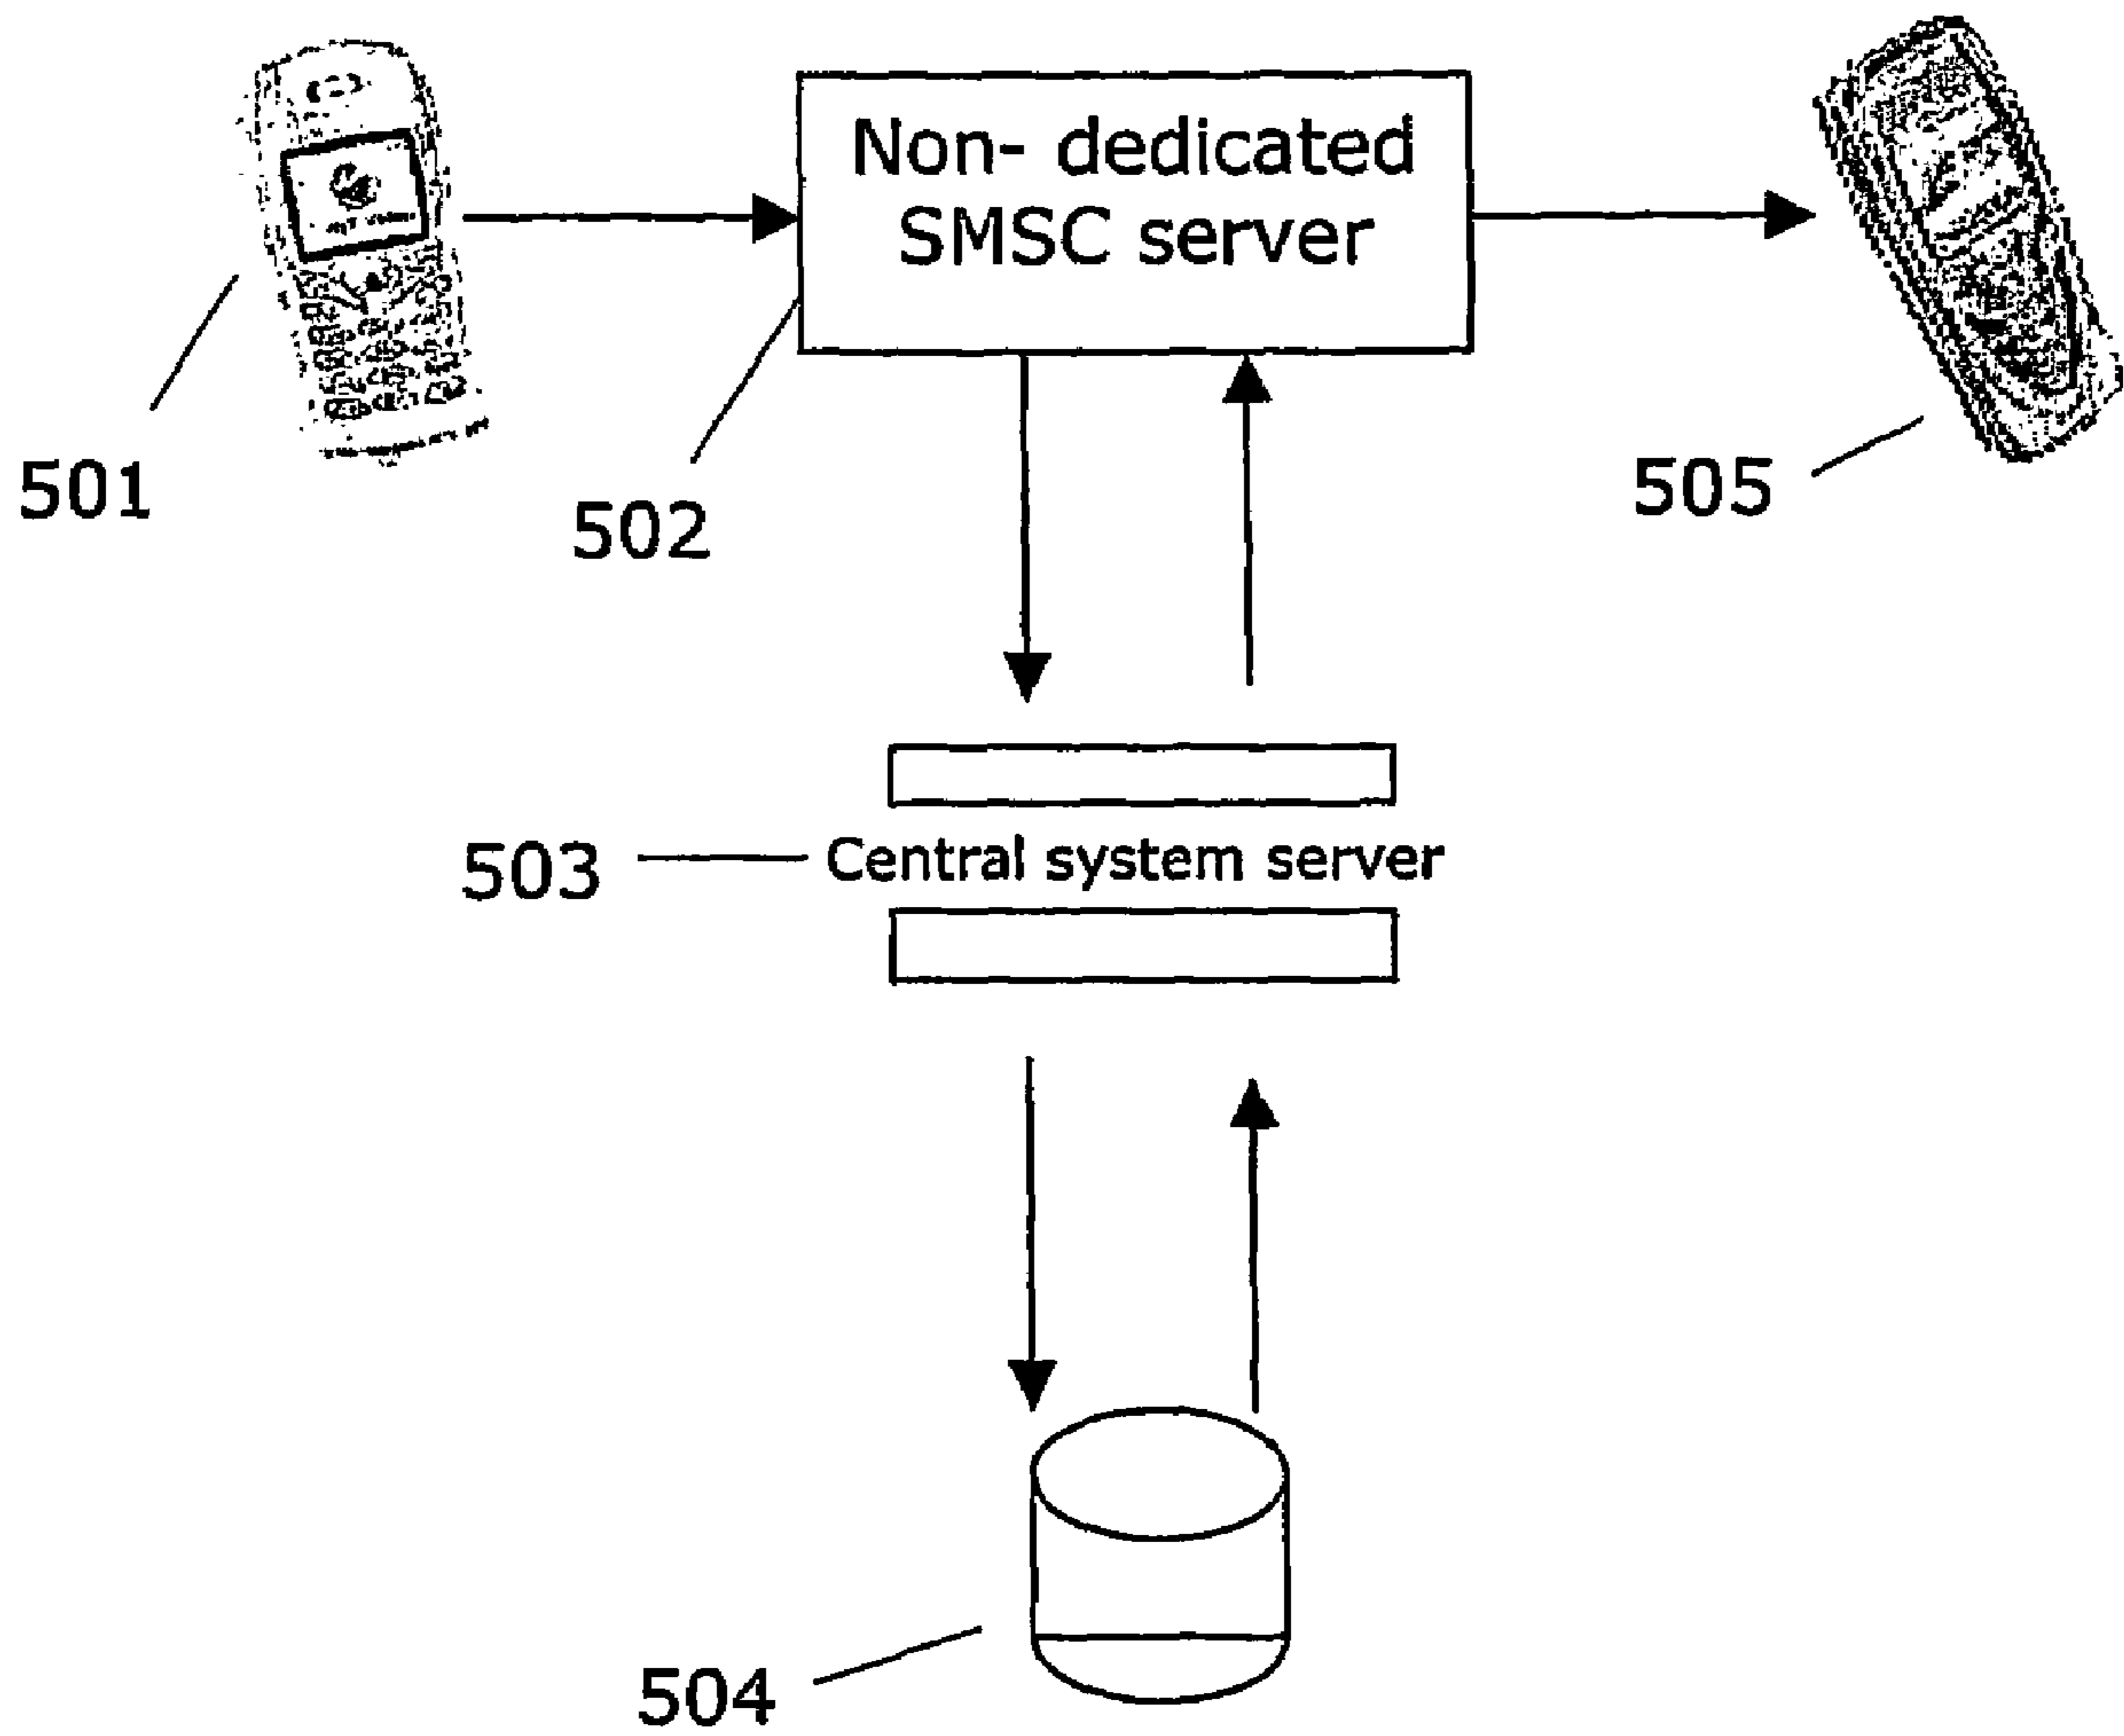 Non- dedicated
SMSC server
501
502
505
503
Central system server
504